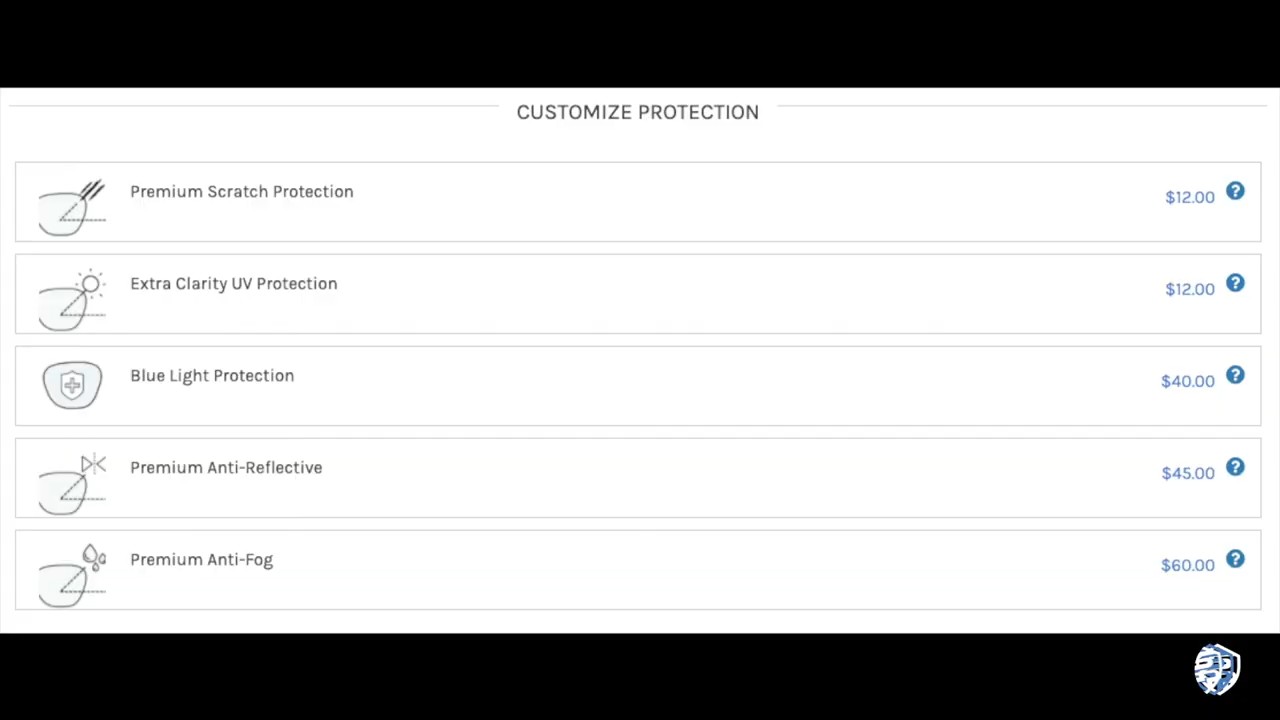 CUSTOMIZE PROTECTION
Premium Scratch Protection
$12.00 ?
Extra Clarity UV Protection
$12.00 ?
Blue Light Protection
$40.00 ?
Premium Anti-Reflective
$45.00 ?
Premium Anti-Fog
$60.00 ?